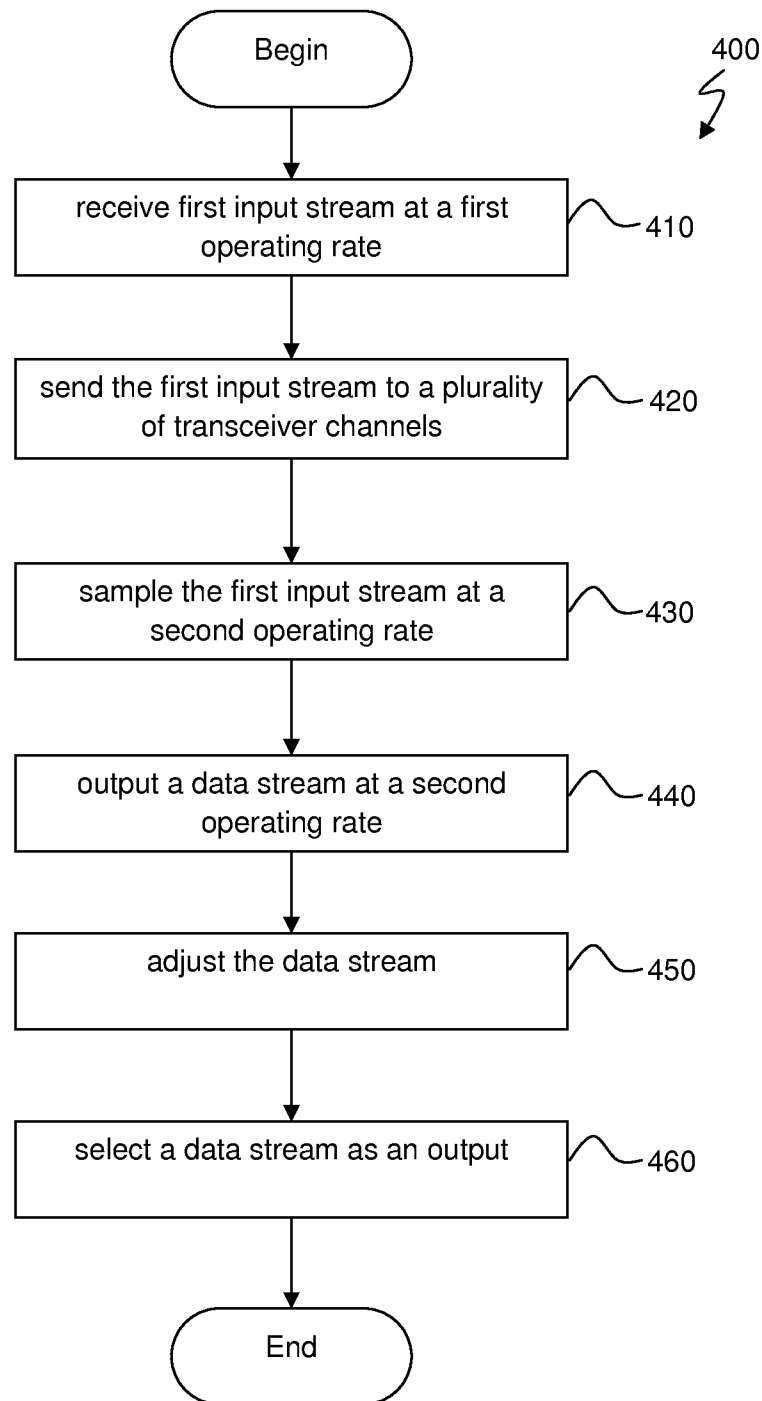 Begin
400
receive first input stream at a first
operating rate
410
send the first input stream to a plurality
of transceiver channels
420
sample the first input stream at a
second operating rate
430
output a data stream at a second
operating rate
440
adjust the data stream
450
select a data stream as an output
460
End